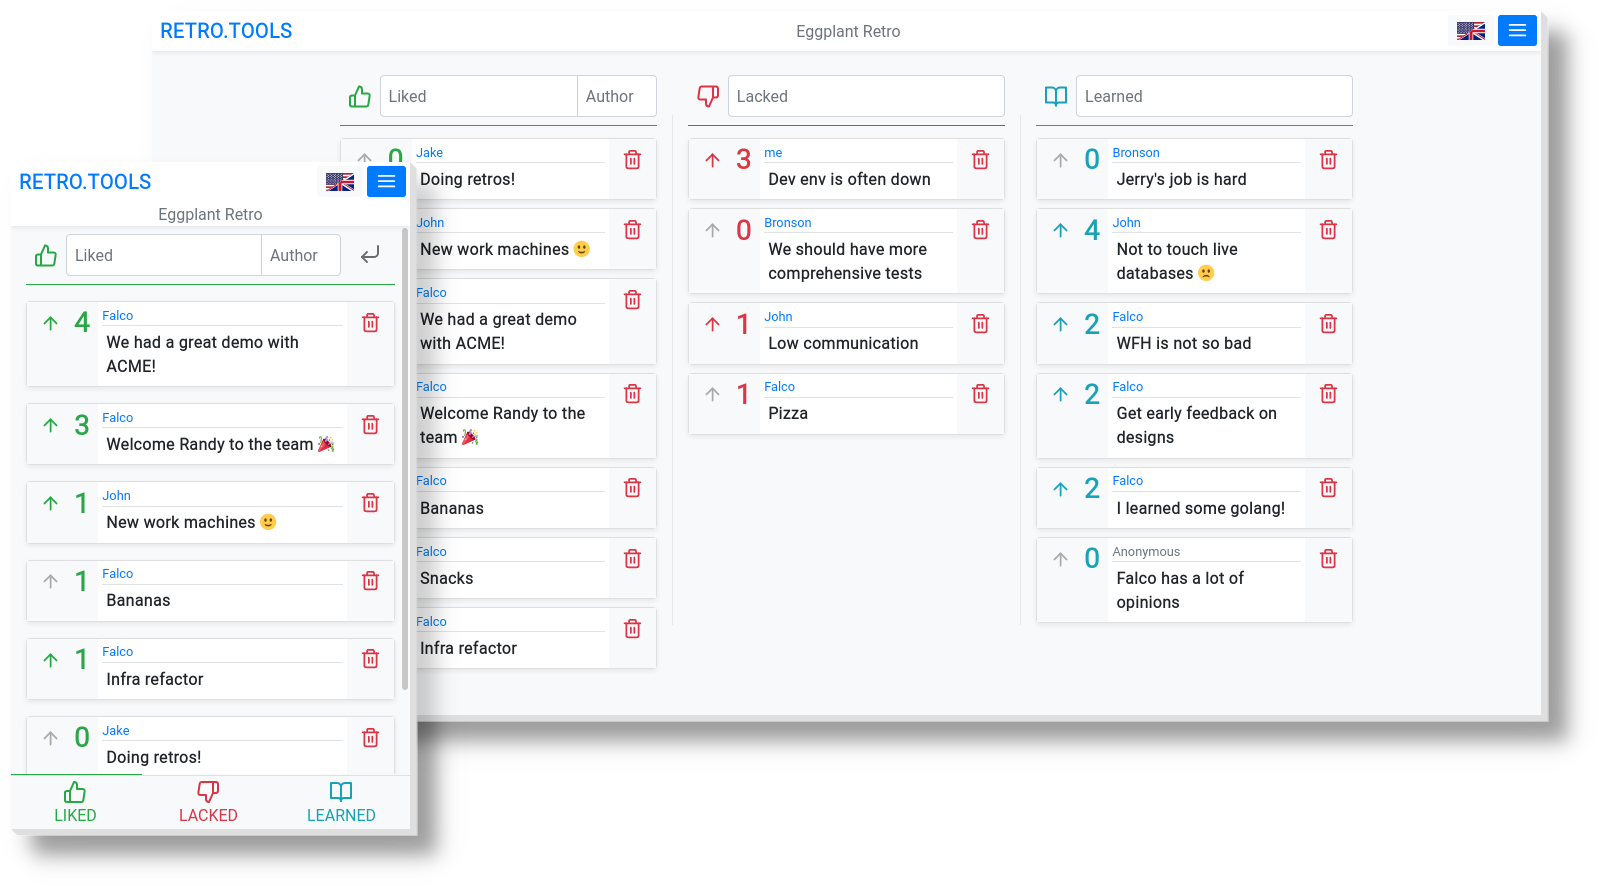 RETRO.TOOLS
Eggplant Retro
Liked
Author
Lacked
Learned
0
Jake
Doing retros!
John
New work machines 🙂
Falco
We had a great demo
with ACME!
Falco
Welcome Randy to the
team 🎉
Falco
Bananas
Falco
Snacks
Falco
Infra refactor
3
me
Dev env is often down
0
Bronson
We should have more
comprehensive tests
1
John
Low communication
1
Falco
Pizza
0
Bronson
Jerry's job is hard
4
John
Not to touch live
databases 🙁
2
Falco
WFH is not so bad
2
Falco
Get early feedback on
designs
2
Falco
I learned some golang!
0
Anonymous
Falco has a lot of
opinions
RETRO.TOOLS
Eggplant Retro
Liked
Author
4
Falco
We had a great demo with
ACME!
3
Falco
Welcome Randy to the team 🎉
1
John
New work machines 🙂
1
Falco
Bananas
1
Falco
Infra refactor
0
Jake
Doing retros!
LIKED
LACKED
LEARNED